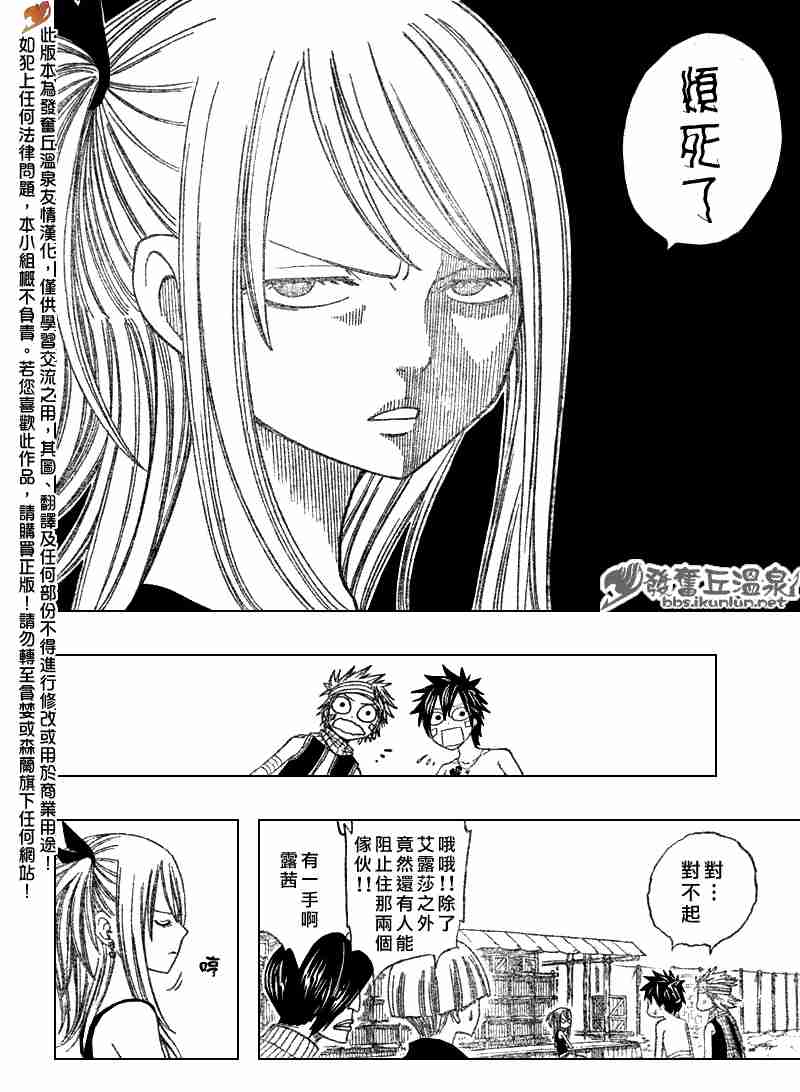 煩死了
發奮丘溫泉
bbs.ikunlun.net
對…
對不起
哦哦!!除了
艾露莎之外
竟然還有人能
阻止住那兩個
傢伙!!
有一手啊
露茜
哼
此版本為發奮丘溫泉友情漢化，僅供學習交流之用，其圖、翻譯及任何部份不得進行修改或用於商業用途！
如犯上任何法律問題，本小組概不負責。若您喜歡此作品，請購買正版！請勿轉至貪婪或森蘭旗下任何網站！